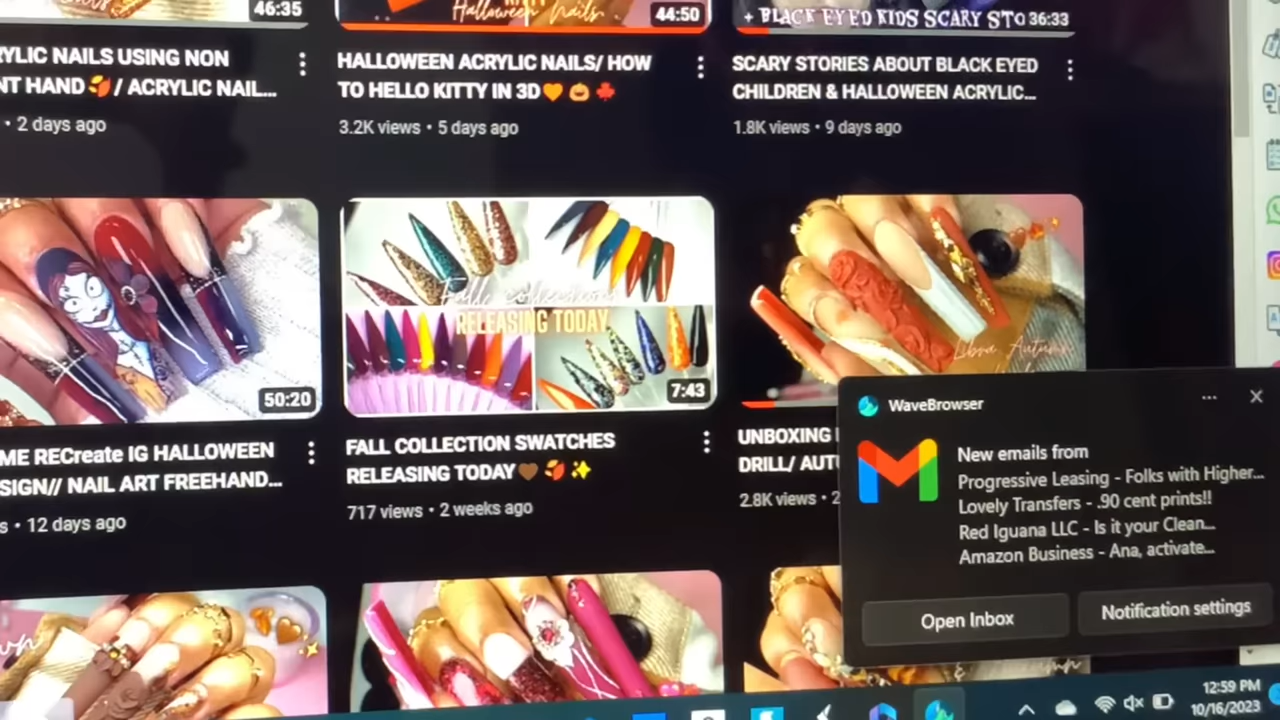 46:35
Halloween Nails
44:50
+ BLACK EYED KIDS SCARY STO
36:33
RYLIC NAILS USING NON
NT HAND🍂/ ACRYLIC NAIL...
• 2 days ago
HALLOWEEN ACRYLIC NAILS/ HOW
TO HELLO KITTY IN 3D🧡🎃🍁
3.2K views • 5 days ago
SCARY STORIES ABOUT BLACK EYED
CHILDREN & HALLOWEEN ACRYLIC...
1.8K views • 9 days ago
50:20
Fall collection
RELEASING TODAY
7:43
Libra Autumn
ME RECreate IG HALLOWEEN
SIGN// NAIL ART FREEHAND...
s • 12 days ago
FALL COLLECTION SWATCHES
RELEASING TODAY🤎🍂✨
717 views • 2 weeks ago
UNBOXING
DRILL/ AUT
2.8K views • 2
WaveBrowser
New emails from
Progressive Leasing - Folks with Higher...
Lovely Transfers - .90 cent prints!!
Red Iguana LLC - Is it your Clean...
Amazon Business - Ana, activate...
Open Inbox
Notification settings
12:59 PM
10/16/2023